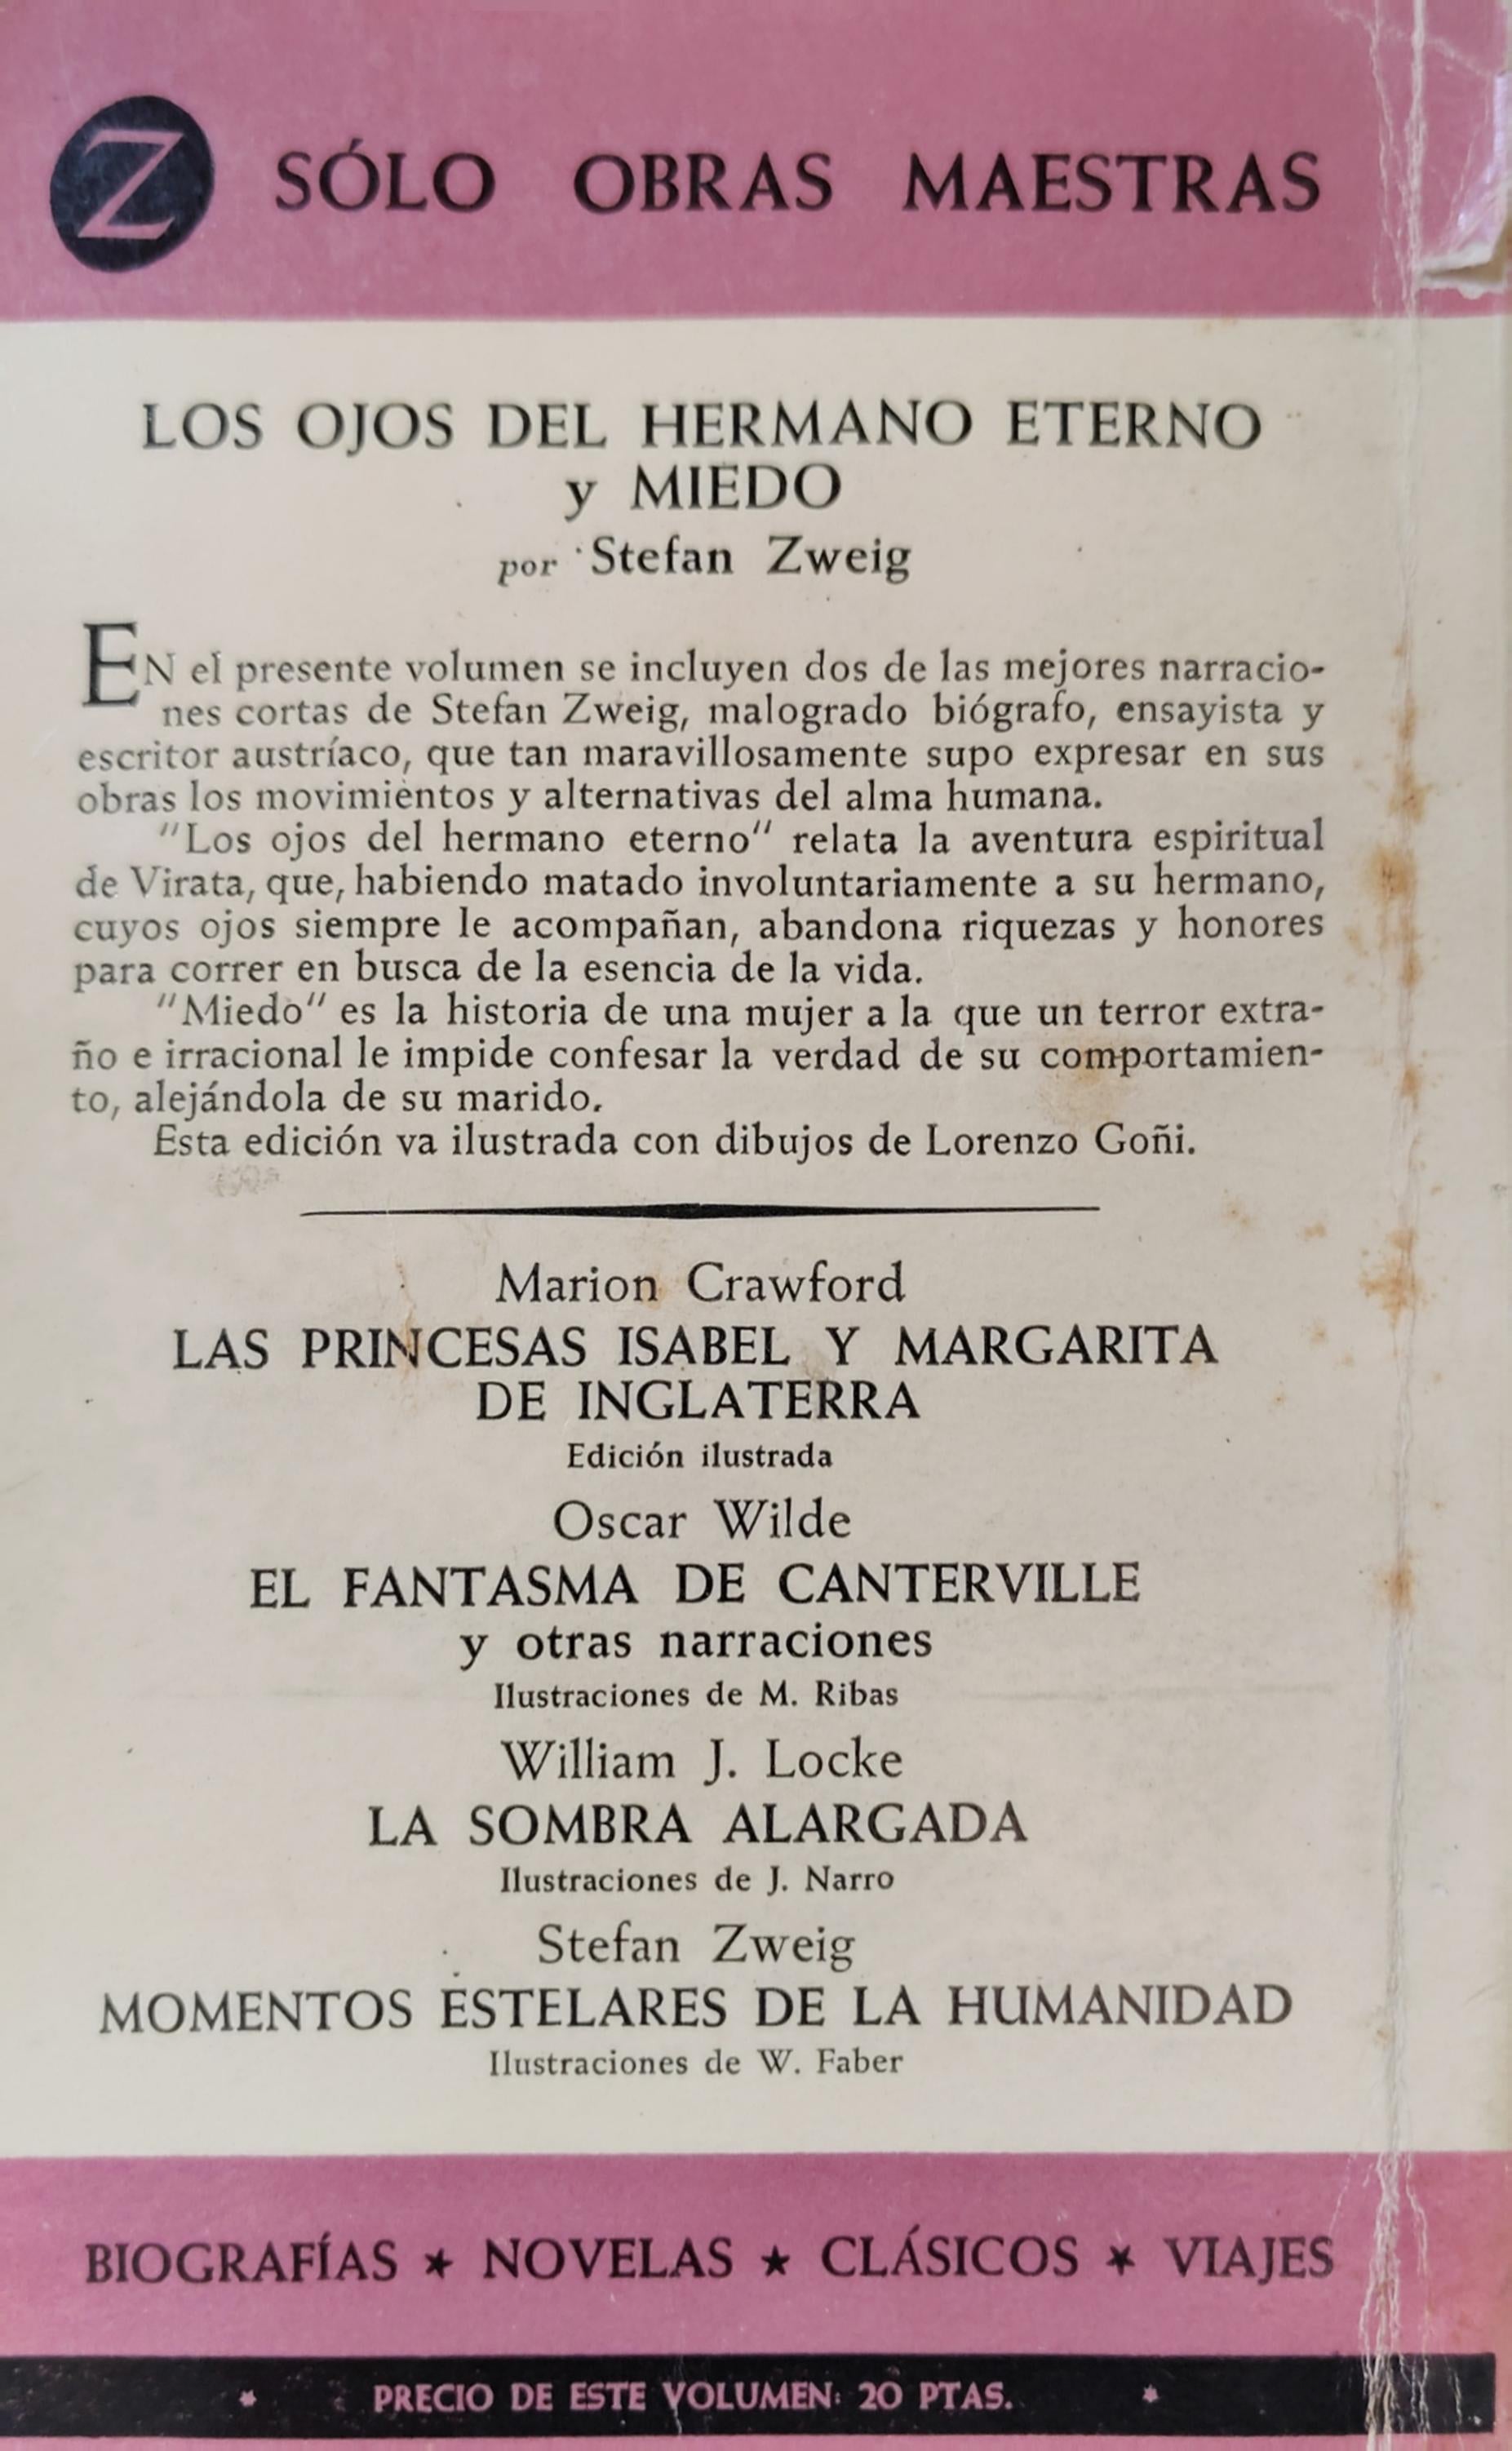 Z SÓLO OBRAS MAESTRAS
LOS OJOS DEL HERMANO ETERNO
y MIEDO
por Stefan Zweig
EN el presente volumen se incluyen dos de las mejores narracio-
nes cortas de Stefan Zweig, malogrado biógrafo, ensayista y
escritor austríaco, que tan maravillosamente supo expresar en sus
obras los movimientos y alternativas del alma humana.
"Los ojos del hermano eterno" relata la aventura espiritual
de Virata, que, habiendo matado involuntariamente a su hermano,
cuyos ojos siempre le acompañan, abandona riquezas y honores
para correr en busca de la esencia de la vida.
"Miedo" es la historia de una mujer a la que un terror extra-
ño e irracional le impide confesar la verdad de su comportamien-
to, alejándola de su marido.
Esta edición va ilustrada con dibujos de Lorenzo Goñi.
Marion Crawford
LAS PRINCESAS ISABEL Y MARGARITA
DE INGLATERRA
Edición ilustrada
Oscar Wilde
EL FANTASMA DE CANTERVILLE
y otras narraciones
Ilustraciones de M. Ribas
William J. Locke
LA SOMBRA ALARGADA
Ilustraciones de J. Narro
Stefan Zweig
MOMENTOS ESTELARES DE LA HUMANIDAD
Ilustraciones de W. Faber
BIOGRAFÍAS ★ NOVELAS ★ CLÁSICOS ★ VIAJES
* PRECIO DE ESTE VOLUMEN: 20 PTAS. *